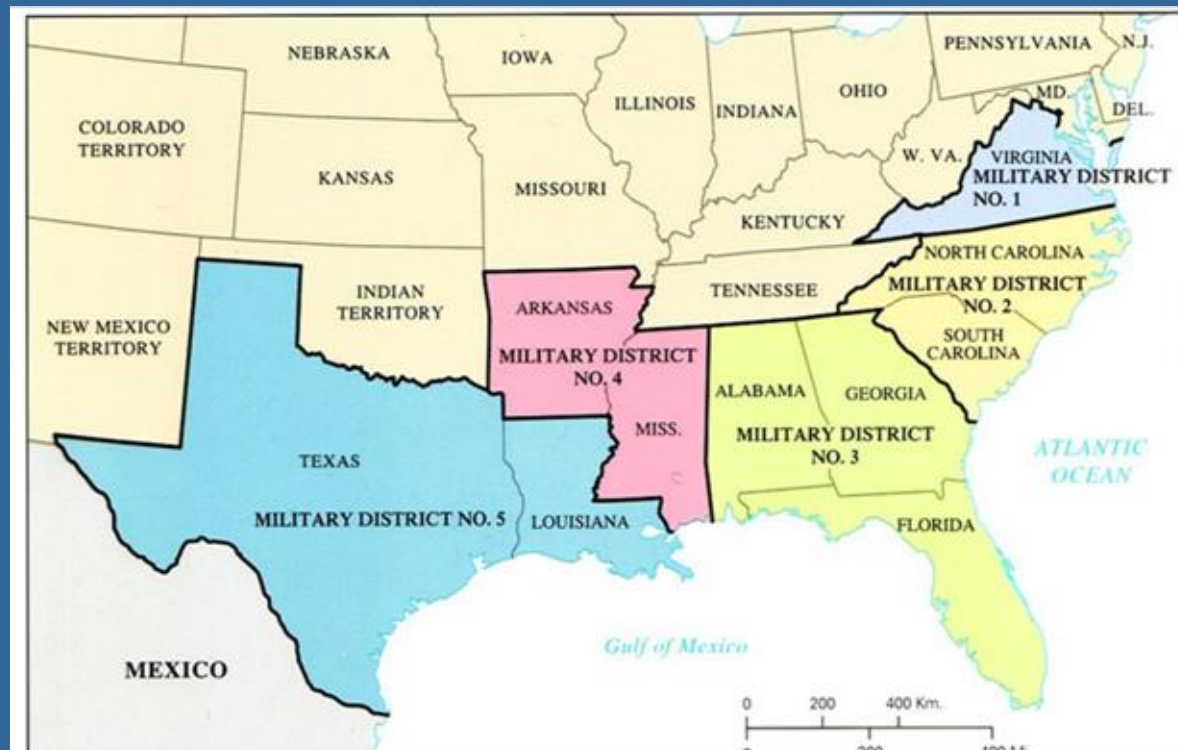 NEBRASKA
IOWA
PENNSYLVANIA
N.J.
COLORADO
TERRITORY
ILLINOIS
INDIANA
OHIO
MD.
DEL.
KANSAS
MISSOURI
W. VA.
VIRGINIA
MILITARY DISTRICT
NO. 1
KENTUCKY
NEW MEXICO
TERRITORY
INDIAN
TERRITORY
TENNESSEE
NORTH CAROLINA
MILITARY DISTRICT
NO. 2
SOUTH
CAROLINA
ARKANSAS
MILITARY DISTRICT
NO. 4
MISS.
ALABAMA
GEORGIA
MILITARY DISTRICT
NO. 3
FLORIDA
TEXAS
MILITARY DISTRICT NO. 5
LOUISIANA
ATLANTIC
OCEAN
Gulf of Mexico
MEXICO
0 200 400 Km.
200 400 Mi.